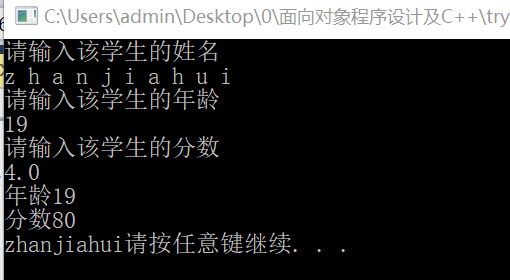 C:\Users\admin\Desktop\0\面向对象程序设计及C++\try
请输入该学生的姓名
z h a n j i a h u i
请输入该学生的年龄
19
请输入该学生的分数
4.0
年龄19
分数80
zhanjiahui请按任意键继续. . .